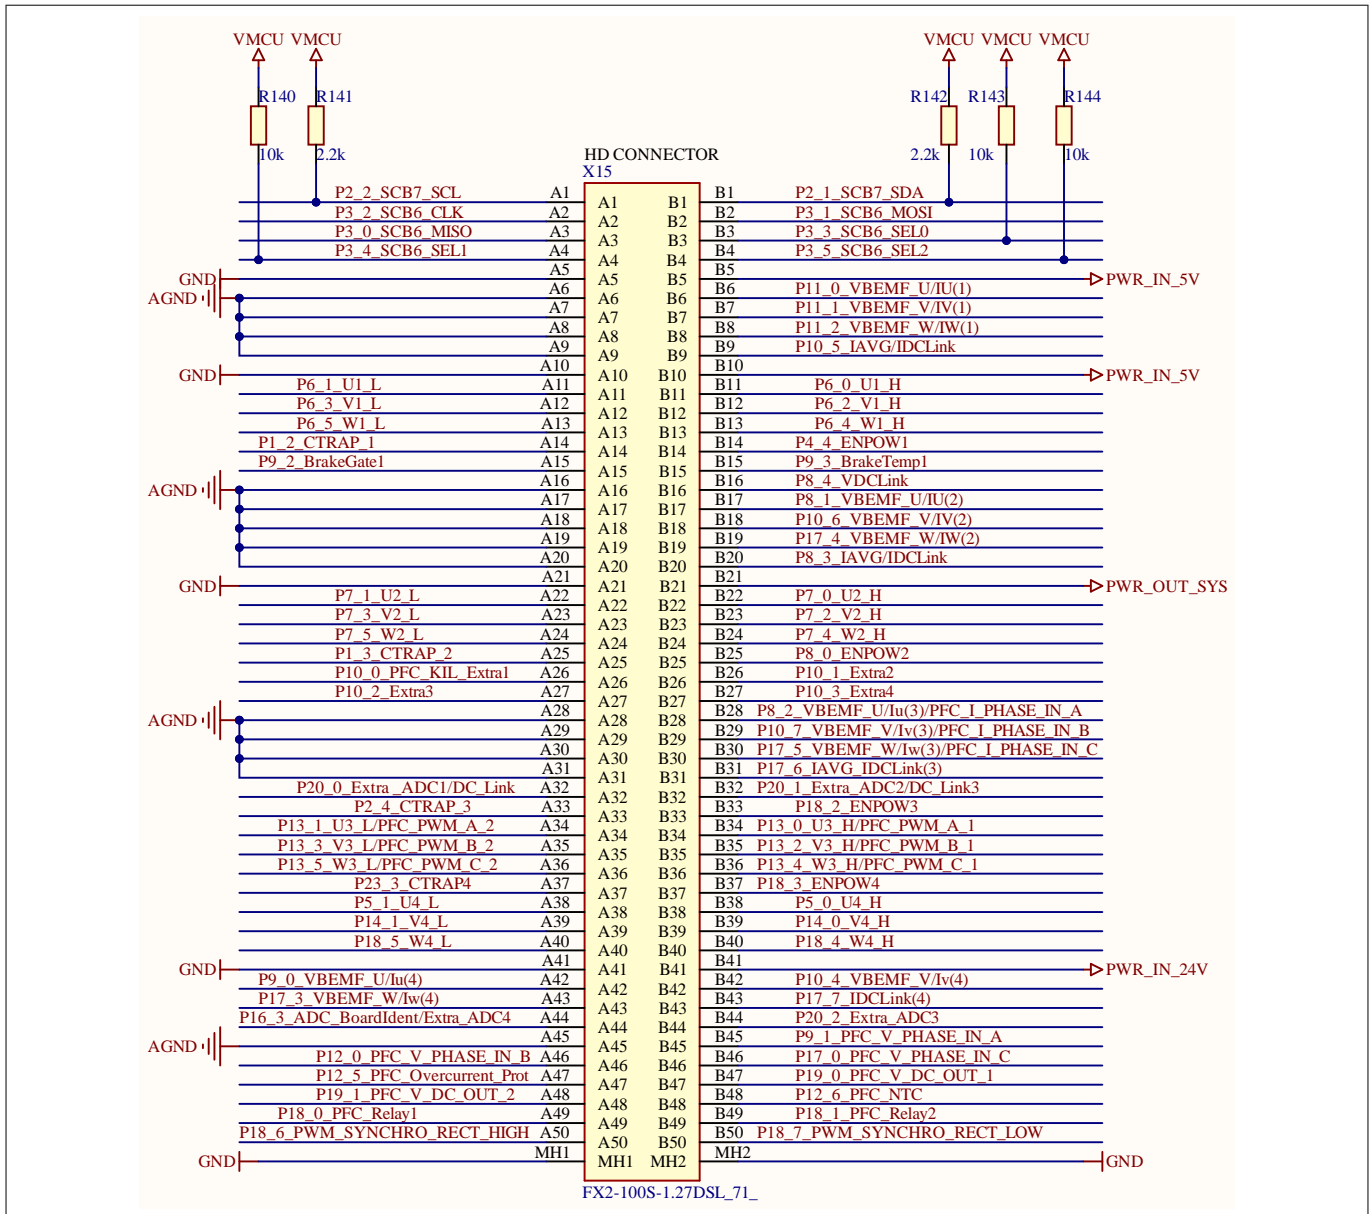 VMCU VMCU VMCU VMCU VMCU
R140 R141 R142 R143 R144
10k 2.2k 2.2k 10k 10k
HD CONNECTOR
X15
P2_2_SCB7_SCL A1 A1 B1 B1 P2_1_SCB7_SDA
P3_2_SCB6_CLK A2 A2 B2 B2 P3_1_SCB6_MOSI
P3_0_SCB6_MISO A3 A3 B3 B3 P3_3_SCB6_SEL0
P3_4_SCB6_SEL1 A4 A4 B4 B4 P3_5_SCB6_SEL2
GND A5 A5 B5 B5 PWR_IN_5V
AGND A6 A6 B6 B6 P11_0_VBEMF_U/IU(1)
A7 A7 B7 B7 P11_1_VBEMF_V/IV(1)
A8 A8 B8 B8 P11_2_VBEMF_W/IW(1)
A9 A9 B9 B9 P10_5_IAVG/IDCLink
GND A10 A10 B10 B10 PWR_IN_5V
P6_1_U1_L A11 A11 B11 B11 P6_0_U1_H
P6_3_V1_L A12 A12 B12 B12 P6_2_V1_H
P6_5_W1_L A13 A13 B13 B13 P6_4_W1_H
P1_2_CTRAP_1 A14 A14 B14 B14 P4_4_ENPOW1
P9_2_BrakeGate1 A15 A15 B15 B15 P9_3_BrakeTemp1
AGND A16 A16 B16 B16 P8_4_VDCLink
A17 A17 B17 B17 P8_1_VBEMF_U/IU(2)
A18 A18 B18 B18 P10_6_VBEMF_V/IV(2)
A19 A19 B19 B19 P17_4_VBEMF_W/IW(2)
A20 A20 B20 B20 P8_3_IAVG/IDCLink
GND A21 A21 B21 B21 PWR_OUT_SYS
P7_1_U2_L A22 A22 B22 B22 P7_0_U2_H
P7_3_V2_L A23 A23 B23 B23 P7_2_V2_H
P7_5_W2_L A24 A24 B24 B24 P7_4_W2_H
P1_3_CTRAP_2 A25 A25 B25 B25 P8_0_ENPOW2
P10_0_PFC_KIL_Extra1 A26 A26 B26 B26 P10_1_Extra2
P10_2_Extra3 A27 A27 B27 B27 P10_3_Extra4
AGND A28 A28 B28 B28 P8_2_VBEMF_U/Iu(3)/PFC_I_PHASE_IN_A
A29 A29 B29 B29 P10_7_VBEMF_V/Iv(3)/PFC_I_PHASE_IN_B
A30 A30 B30 B30 P17_5_VBEMF_W/Iw(3)/PFC_I_PHASE_IN_C
A31 A31 B31 B31 P17_6_IAVG_IDCLink(3)
P20_0_Extra _ADC1/DC_Link A32 A32 B32 B32 P20_1_Extra_ADC2/DC_Link3
P2_4_CTRAP_3 A33 A33 B33 B33 P18_2_ENPOW3
P13_1_U3_L/PFC_PWM_A_2 A34 A34 B34 B34 P13_0_U3_H/PFC_PWM_A_1
P13_3_V3_L/PFC_PWM_B_2 A35 A35 B35 B35 P13_2_V3_H/PFC_PWM_B_1
P13_5_W3_L/PFC_PWM_C_2 A36 A36 B36 B36 P13_4_W3_H/PFC_PWM_C_1
P23_3_CTRAP4 A37 A37 B37 B37 P18_3_ENPOW4
P5_1_U4_L A38 A38 B38 B38 P5_0_U4_H
P14_1_V4_L A39 A39 B39 B39 P14_0_V4_H
P18_5_W4_L A40 A40 B40 B40 P18_4_W4_H
GND A41 A41 B41 B41 PWR_IN_24V
P9_0_VBEMF_U/Iu(4) A42 A42 B42 B42 P10_4_VBEMF_V/Iv(4)
P17_3_VBEMF_W/Iw(4) A43 A43 B43 B43 P17_7_IDCLink(4)
P16_3_ADC_BoardIdent/Extra_ADC4 A44 A44 B44 B44 P20_2_Extra_ADC3
AGND A45 A45 B45 B45 P9_1_PFC_V_PHASE_IN_A
P12_0_PFC_V_PHASE_IN_B A46 A46 B46 B46 P17_0_PFC_V_PHASE_IN_C
P12_5_PFC_Overcurrent_Prot A47 A47 B47 B47 P19_0_PFC_V_DC_OUT_1
P19_1_PFC_V_DC_OUT_2 A48 A48 B48 B48 P12_6_PFC_NTC
P18_0_PFC_Relay1 A49 A49 B49 B49 P18_1_PFC_Relay2
P18_6_PWM_SYNCHRO_RECT_HIGH A50 A50 B50 B50 P18_7_PWM_SYNCHRO_RECT_LOW
GND MH1 MH1 MH2 MH2 GND
FX2-100S-1.27DSL_71_